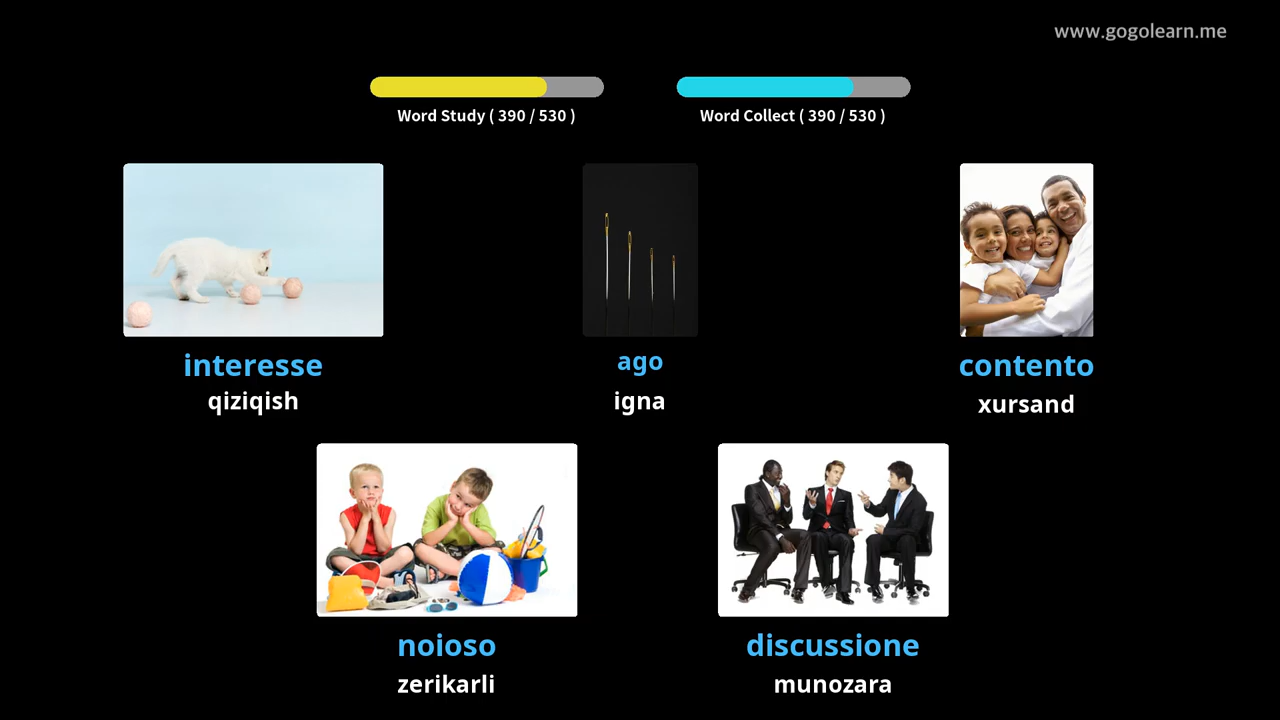 www.gogolearn.me
Word Study ( 390 / 530 )
Word Collect ( 390 / 530 )
interesse
qiziqish
ago
igna
contento
xursand
noioso
zerikarli
discussione
munozara